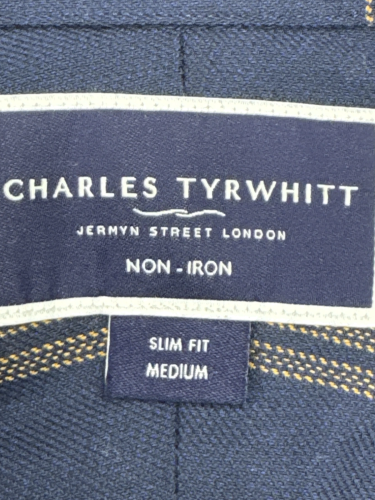 CHARLES TYRWHITT
JERMYN STREET LONDON
NON-IRON
SLIM FIT
MEDIUM